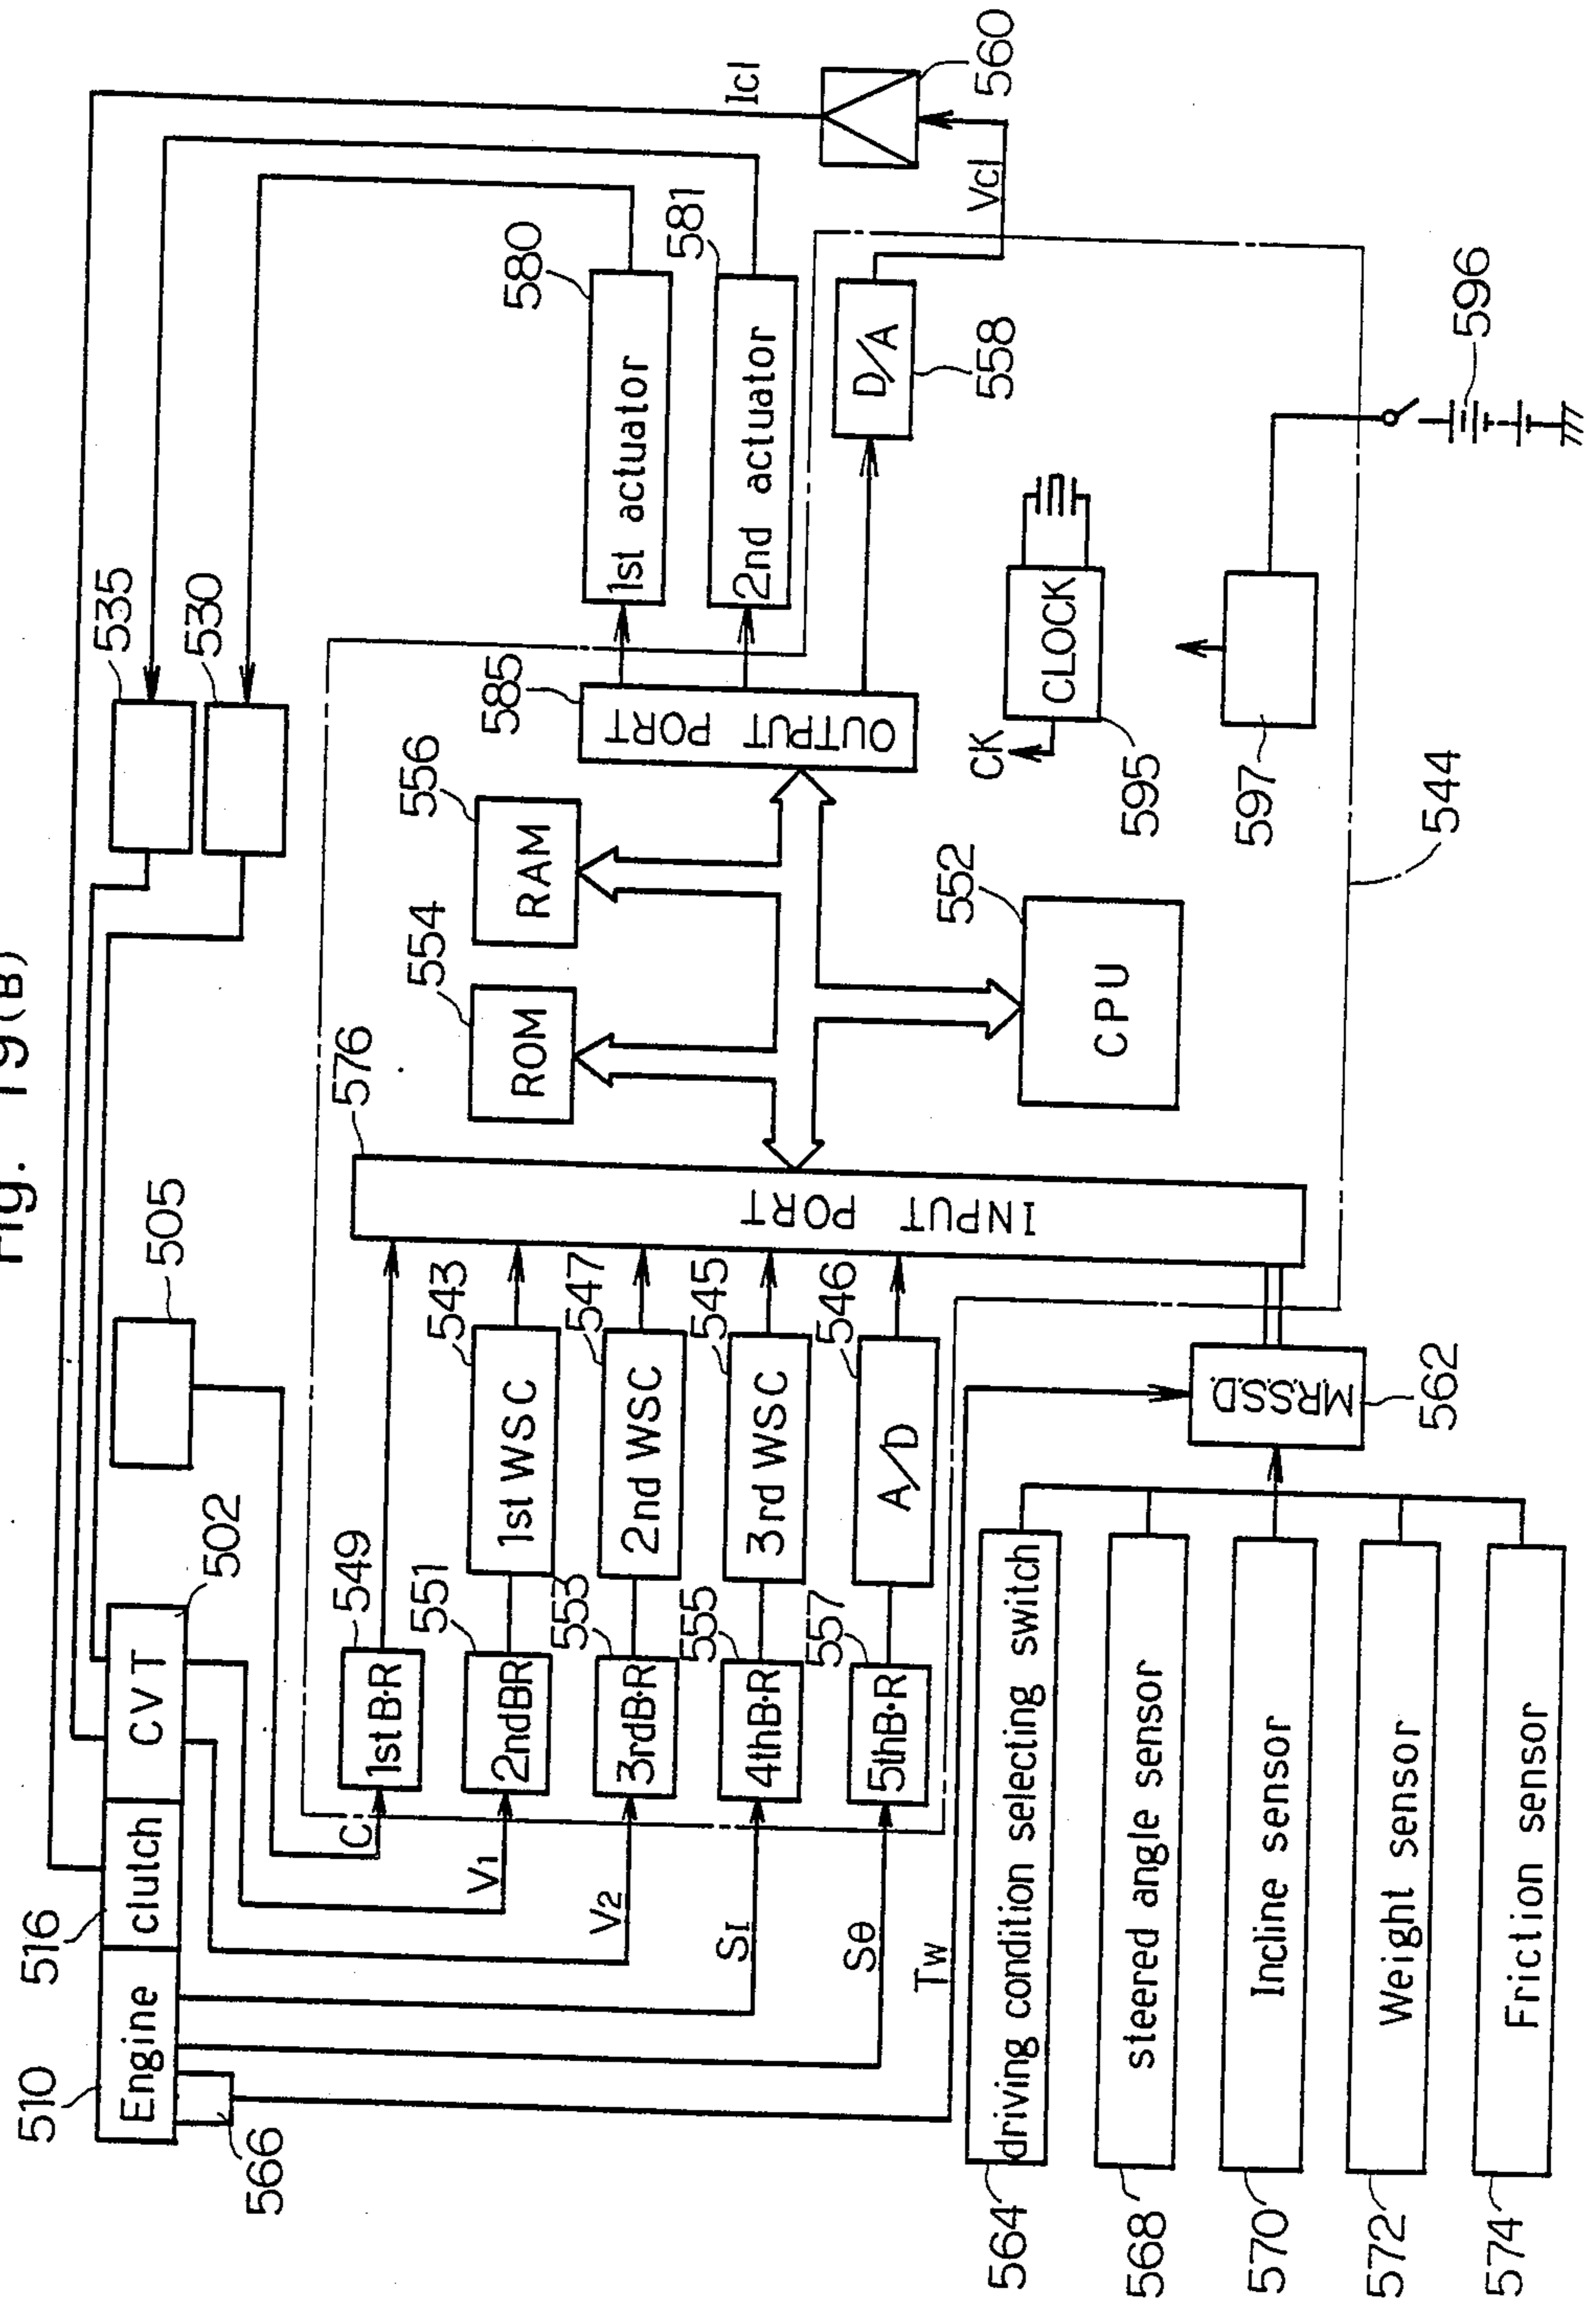 Fig. 19(B)
510
Engine
516
clutch
CVT
502
505
535
530
566
C
V1
V2
SI
Sθ
Tw
549
1stB·R
551
2ndBR
553
3rdB·R
555
4thB·R
557
5thB·R
543
1st WSC
547
2nd WSC
545
3rd WSC
546
A/D
576
INPUT PORT
554
ROM
556
RAM
552
CPU
585
OUTPUT PORT
580
1st actuator
581
2nd actuator
D/A
558
Vcl
Icl
560
CK
CLOCK
595
597
596
544
M.R.S.S.D.
562
564
driving condition selecting switch
568
steered angle sensor
570
Incline sensor
572
Weight sensor
574
Friction sensor